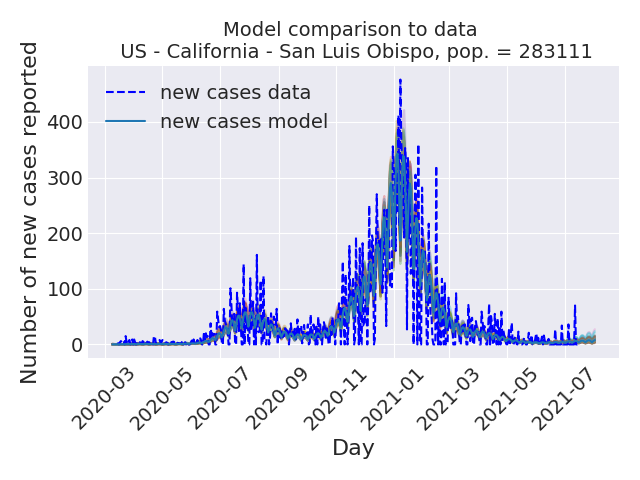 Model comparison to data
US - California - San Luis Obispo, pop. = 283111
Number of new cases reported
new cases data
new cases model
400
300
200
100
0
2020-03
2020-05
2020-07
2020-09
2020-11
2021-01
2021-03
2021-05
2021-07
Day